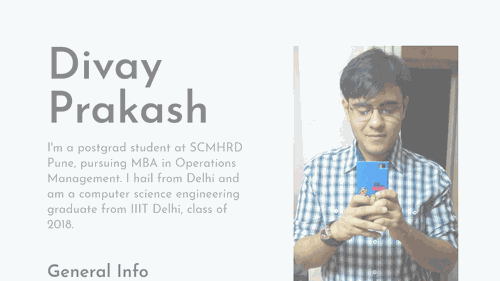 Divay
Prakash
I'm a postgrad student at SCMHRD
Pune, pursuing MBA in Operations
Management. I hail from Delhi and
am a computer science engineering
graduate from IIIT Delhi, class of
2018.
General Info